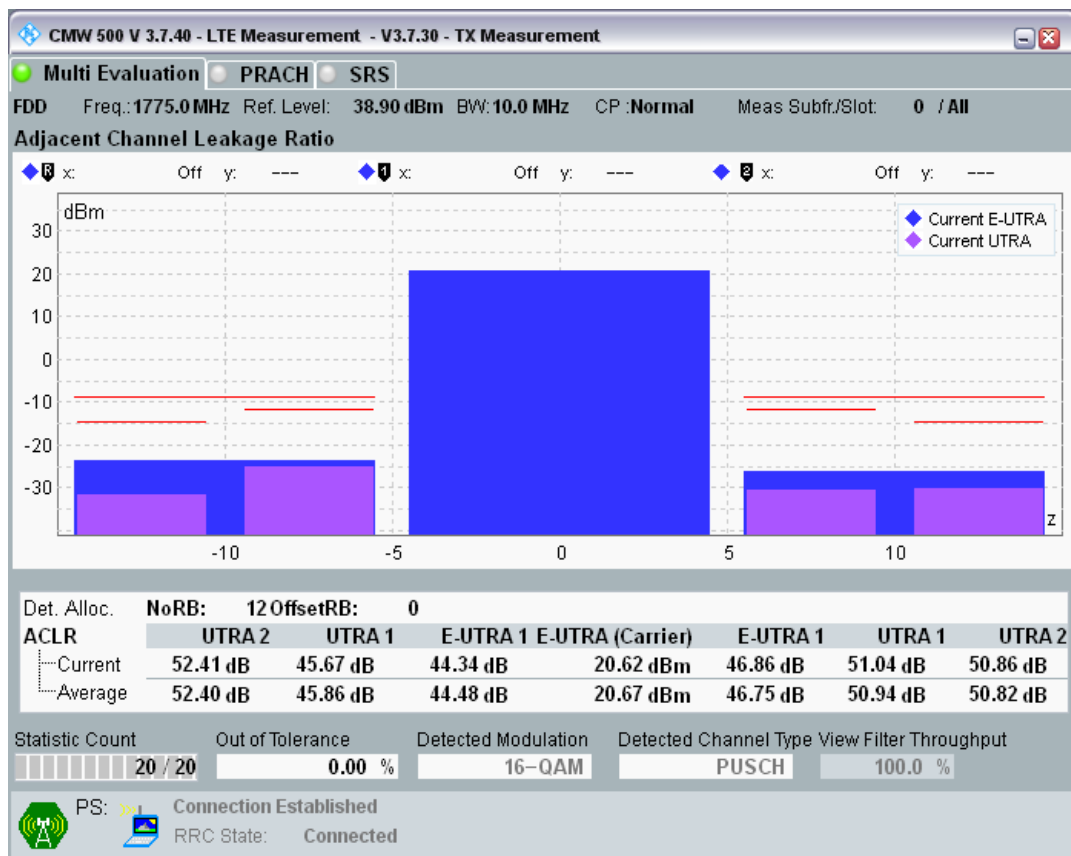 CMW 500 V 3.7.40 - LTE Measurement - V3.7.30 - TX Measurement
Multi Evaluation PRACH SRS
FDD Freq.:1775.0 MHz Ref. Level: 38.90 dBm BW:10.0 MHz CP :Normal Meas Subfr./Slot: 0 / All
Adjacent Channel Leakage Ratio
R x: Off y: --- 1 x: Off y: --- 2 x: Off y: ---
dBm
Current E-UTRA
Current UTRA
30
20
10
0
-10
-20
-30
z
-10 -5 0 5 10
Det. Alloc. NoRB: 12 OffsetRB: 0
ACLR UTRA 2 UTRA 1 E-UTRA 1 E-UTRA (Carrier) E-UTRA 1 UTRA 1 UTRA 2
Current 52.41 dB 45.67 dB 44.34 dB 20.62 dBm 46.86 dB 51.04 dB 50.86 dB
Average 52.40 dB 45.86 dB 44.48 dB 20.67 dBm 46.75 dB 50.94 dB 50.82 dB
Statistic Count Out of Tolerance Detected Modulation Detected Channel Type View Filter Throughput
20 / 20 0.00 % 16-QAM PUSCH 100.0 %
PS: Connection Established
RRC State: Connected